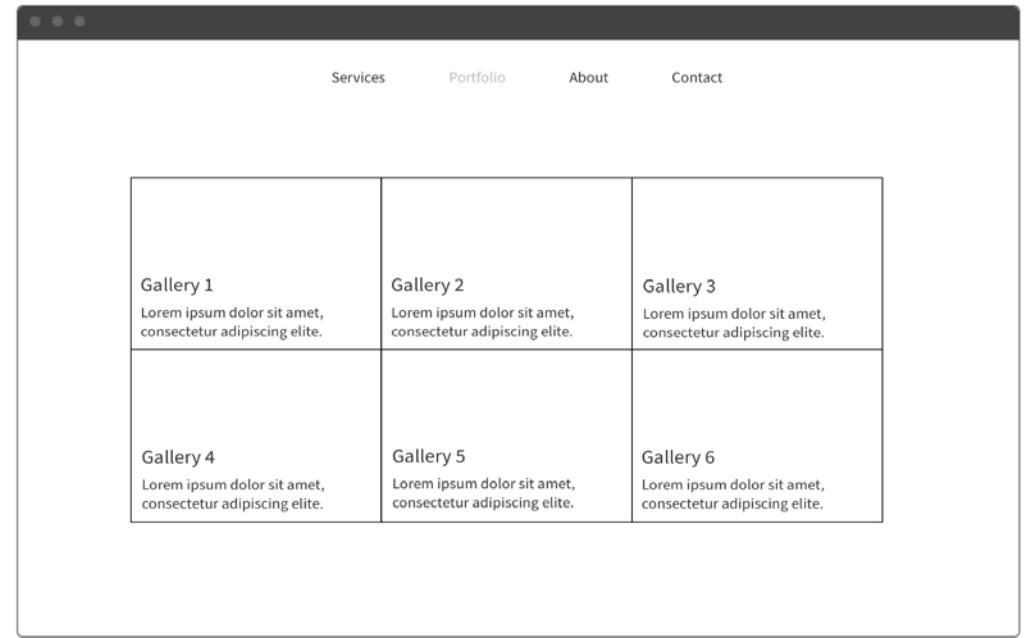 Services Portfolio About Contact
Gallery 1
Lorem ipsum dolor sit amet,
consectetur adipiscing elite.
Gallery 2
Lorem ipsum dolor sit amet,
consectetur adipiscing elite.
Gallery 3
Lorem ipsum dolor sit amet,
consectetur adipiscing elite.
Gallery 4
Lorem ipsum dolor sit amet,
consectetur adipiscing elite.
Gallery 5
Lorem ipsum dolor sit amet,
consectetur adipiscing elite.
Gallery 6
Lorem ipsum dolor sit amet,
consectetur adipiscing elite.